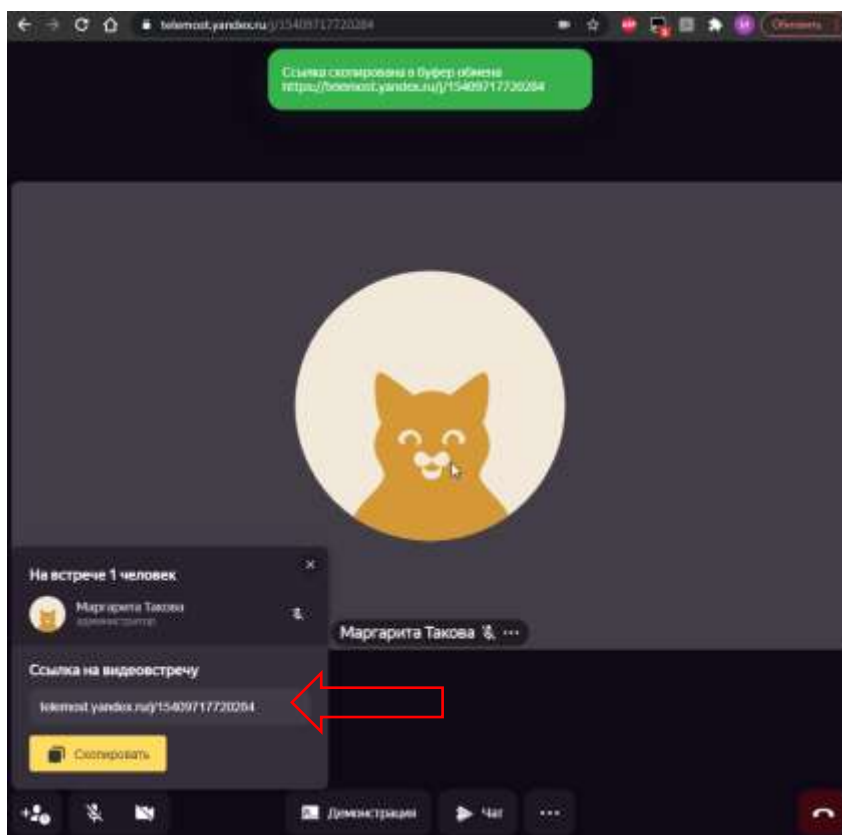 telemost.yandex.ru/j/15409717720284
Обновить
Ссылка скопирована в буфер обмена
https://telemost.yandex.ru/j/15409717720284
На встрече 1 человек
Маргарита Такова
администратор
Маргарита Такова
Ссылка на видеовстречу
telemost.yandex.ru/j/15409717720284
Скопировать
Демонстрация
Чат